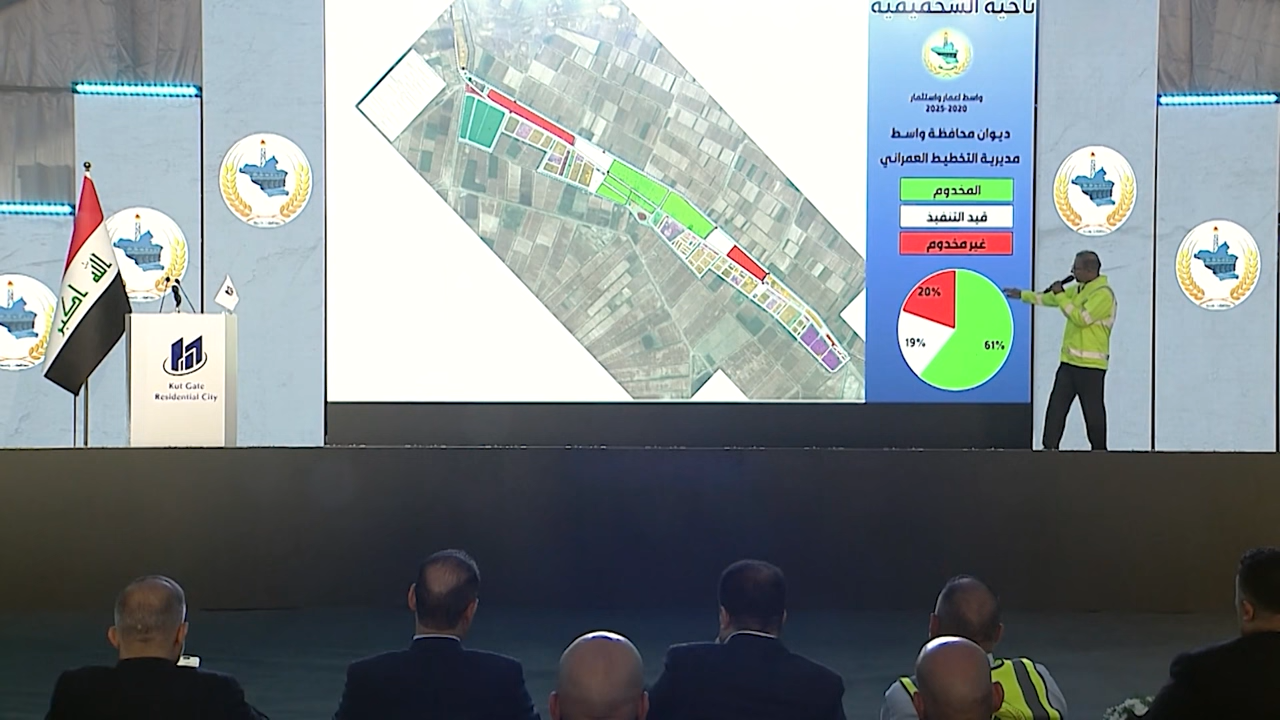 ناحية السحقيقية
واسط اعمار واستثمار
2025-2020
ديوان محافظة واسط
مديرية التخطيط العمراني
المخدوم
قيد التنفيذ
غير مخدوم
20%
19%
61%
الله اكبر
Kut Gate
Residential City